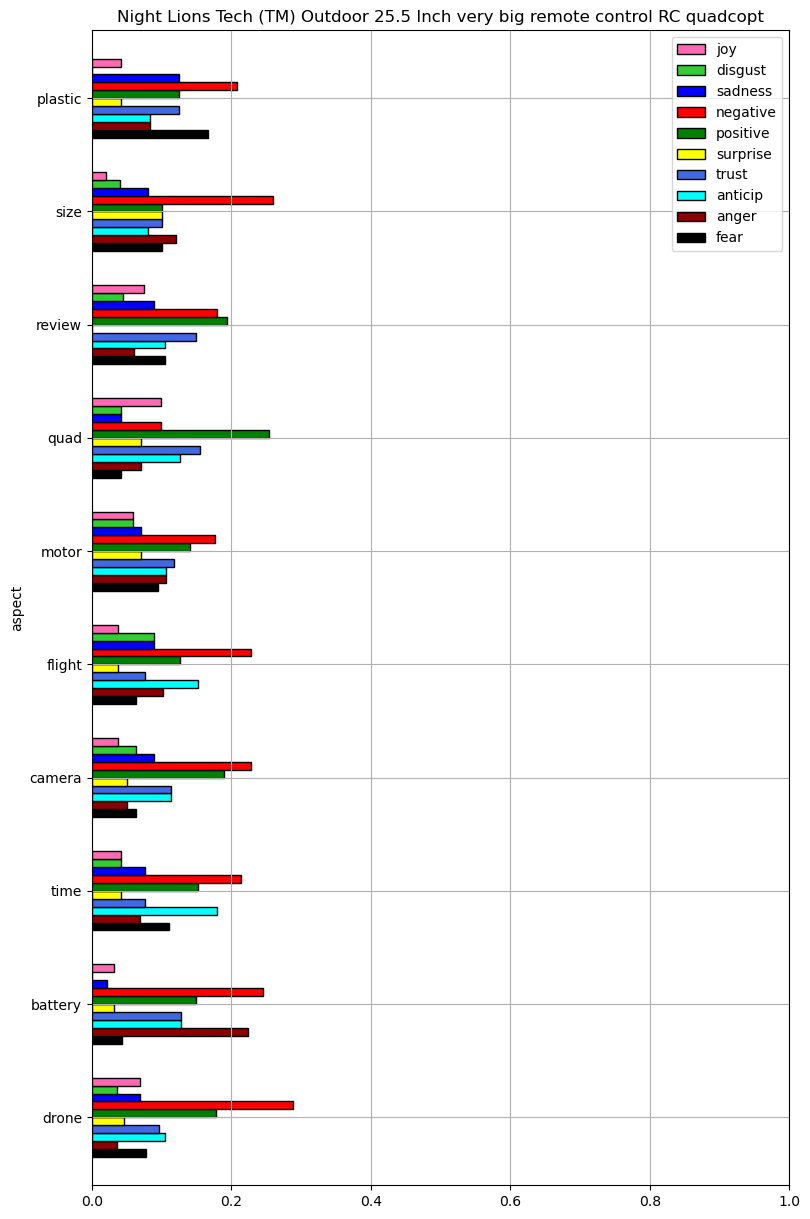 Night Lions Tech (TM) Outdoor 25.5 Inch very big remote control RC quadcopt
joy
disgust
sadness
negative
positive
surprise
trust
anticip
anger
fear
plastic
size
review
quad
motor
flight
camera
time
battery
drone
aspect
0.0 0.2 0.4 0.6 0.8 1.0